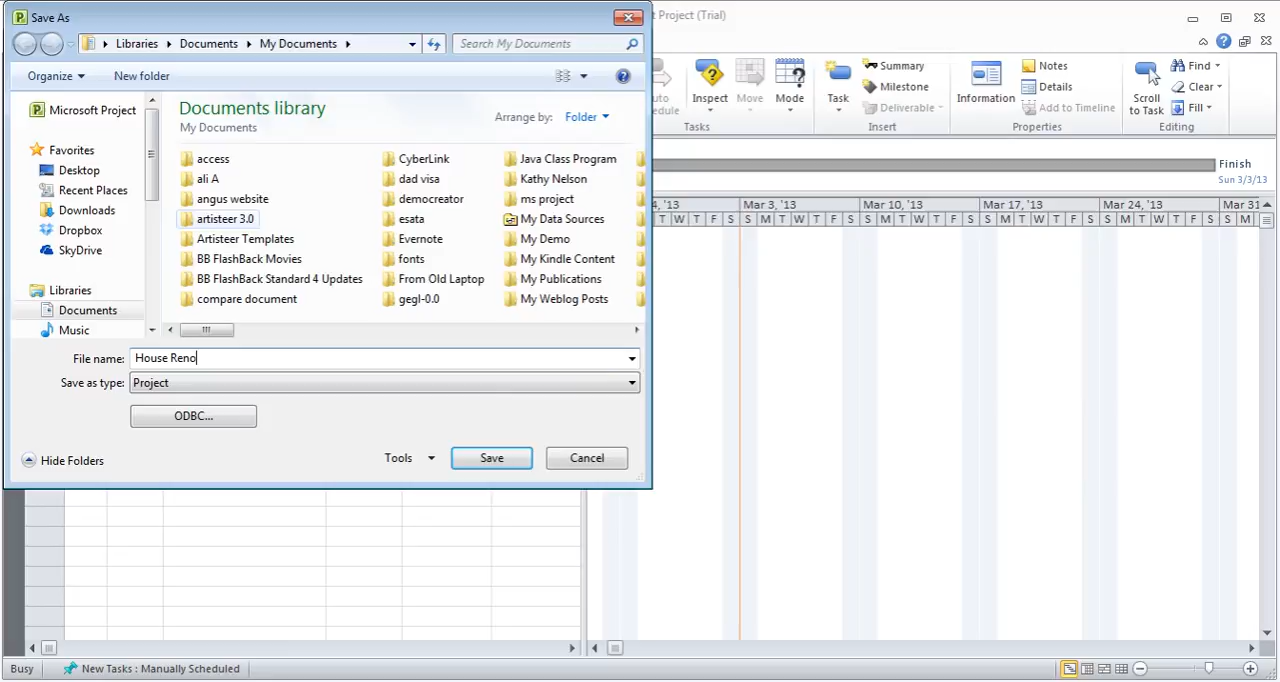 Save As
t Project (Trial)
Libraries Documents My Documents
Search My Documents
Organize New folder
Microsoft Project
Favorites
Desktop
Recent Places
Downloads
Dropbox
SkyDrive
Libraries
Documents
Music
Documents library
My Documents
Arrange by: Folder
access
ali A
angus website
artisteer 3.0
Artisteer Templates
BB FlashBack Movies
BB FlashBack Standard 4 Updates
compare document
CyberLink
dad visa
democreator
esata
Evernote
fonts
From Old Laptop
gegl-0.0
Java Class Program
Kathy Nelson
ms project
My Data Sources
My Demo
My Kindle Content
My Publications
My Weblog Posts
File name: House Reno
Save as type: Project
ODBC...
Hide Folders
Tools Save Cancel
uto
edule
Inspect
Move
Mode
Tasks
Task
Summary
Milestone
Deliverable
Insert
Information
Notes
Details
Add to Timeline
Properties
Scroll
to Task
Find
Clear
Fill
Editing
Finish
Sun 3/3/13
4, '13 Mar 3, '13 Mar 10, '13 Mar 17, '13 Mar 24, '13 Mar 31
T W T F S S M T W T F S S M T W T F S S M T W T F S S M T W T F S S M
Busy New Tasks : Manually Scheduled